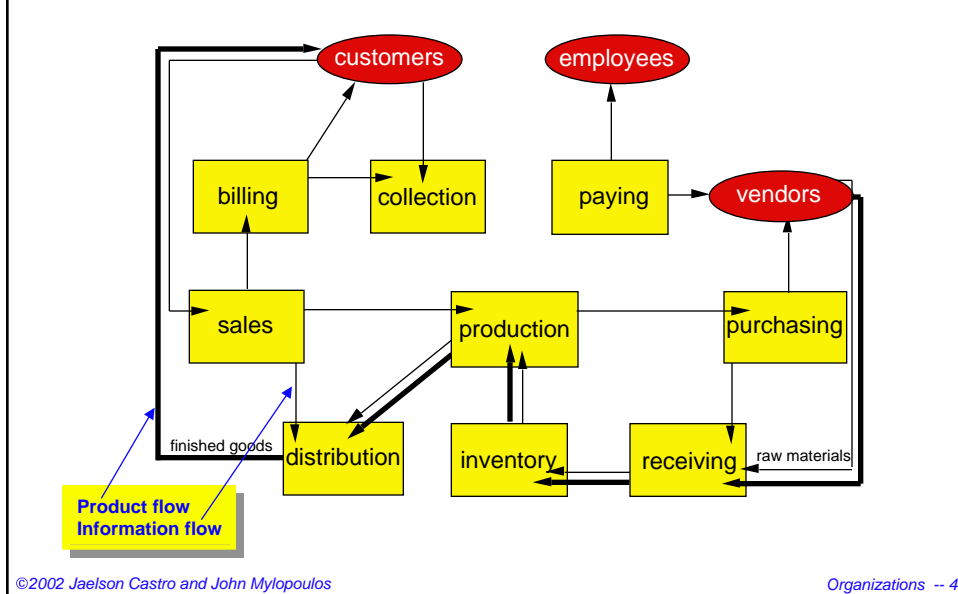 customers
employees
billing
collection
paying
vendors
sales
production
purchasing
finished goods
distribution
inventory
receiving
raw materials
Product flow
Information flow
©2002 Jaelson Castro and John Mylopoulos
Organizations -- 4